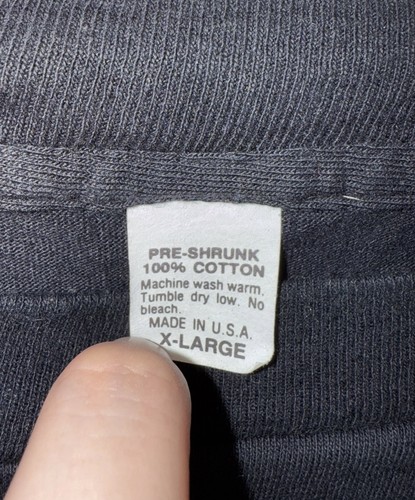 PRE-SHRUNK
100% COTTON
Machine wash warm.
Tumble dry low. No
bleach.
MADE IN U.S.A.
X-LARGE